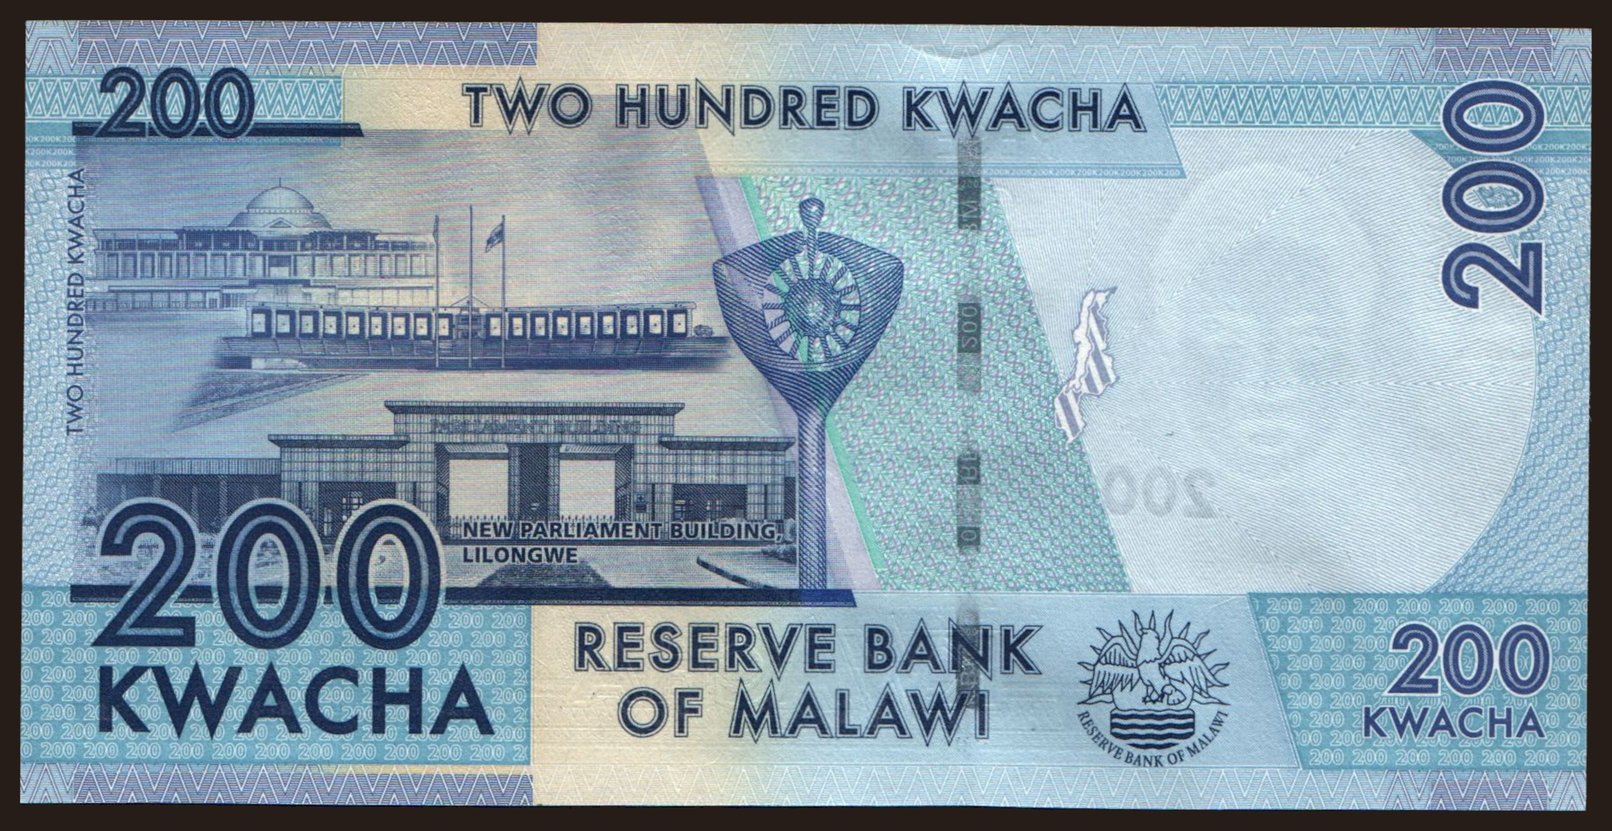 200
TWO HUNDRED KWACHA
200
TWO HUNDRED KWACHA
PARLIAMENT BUILDING
NEW PARLIAMENT BUILDING,
LILONGWE
200
200
KWACHA
RESERVE BANK
OF MALAWI
RESERVE BANK OF MALAWI
200
KWACHA